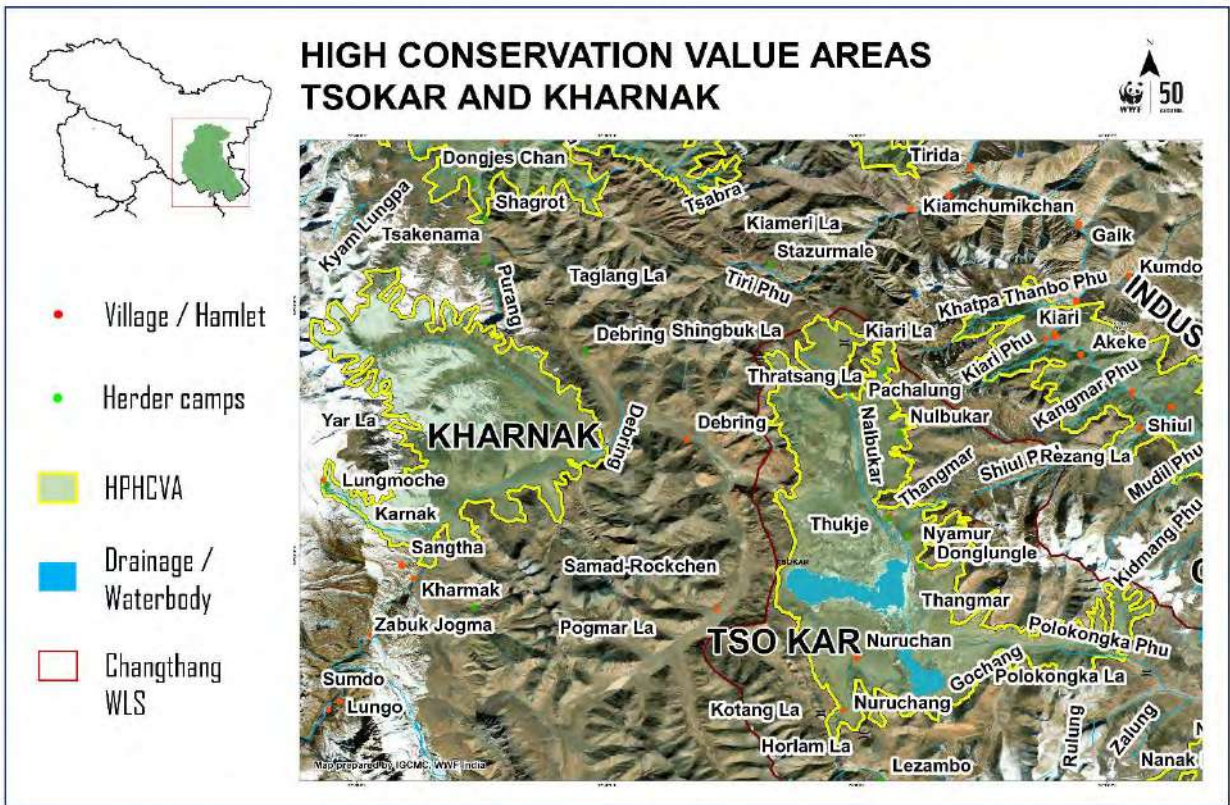 HIGH CONSERVATION VALUE AREAS
TSOKAR AND KHARNAK
N
WWF
50
Village / Hamlet
Herder camps
HPHCVA
Drainage /
Waterbody
Changthang
WLS
Dongjes Chan
Tirida
Tsabra
Shagrot
Kyam Lungpa
Tsakenama
Kiameri La
Kiamchumikchan
Gaik
Stazurmale
Kumdo
Purang
Taglang La
Tiri Phu
Khatpa Thanbo Phu
INDUS
Debring
Shingbuk La
Kiari La
Kiari
Akeke
Kiari Phu
Thratsang La
Pachalung
Kangmar Phu
Yar La
KHARNAK
Debring
Debring
Nalbukar
Nulbukar
Shiul
Shiul P
Rezang La
Mudil Phu
Lungmoche
Thangmar
Karnak
Thukje
Nyamur
Kidmang Phu
Sangtha
Donglungle
Samad-Rockchen
TSOKAR
Kharmak
Thangmar
Zabuk Jogma
Pogmar La
TSO KAR
Nuruchan
Polokongka Phu
Gochang
Polokongka La
Sumdo
Lungo
Kotang La
Nuruchang
Rulung
Zalung
Horlam La
Lezambo
Nanak
Map prepared by IGCMC, WWF India